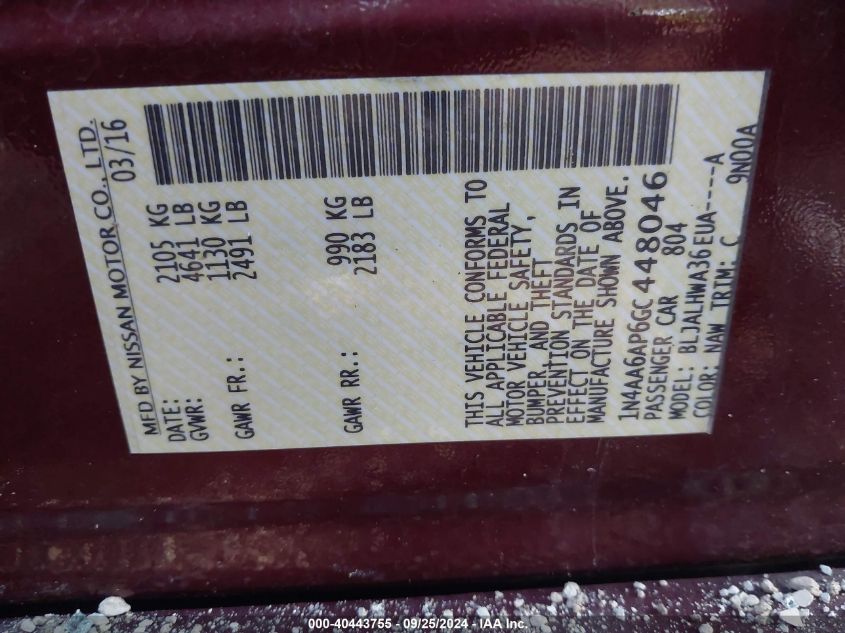 MFD BY NISSAN MOTOR CO., LTD.
DATE: 03/16
GVWR: 2105 KG
4641 LB
GAWR FR.: 1130 KG
2491 LB
GAWR RR.: 990 KG
2183 LB
THIS VEHICLE CONFORMS TO
ALL APPLICABLE FEDERAL
MOTOR VEHICLE SAFETY,
BUMPER, AND THEFT
PREVENTION STANDARDS IN
EFFECT ON THE DATE OF
MANUFACTURE SHOWN ABOVE.
1N4AA6AP6GC448046
PASSENGER CAR 804
MODEL: BLJALHWA36EUA-----A
COLOR: NAW TRIM: C 9N00A
000-40443755 - 09/25/2024 - IAA Inc.